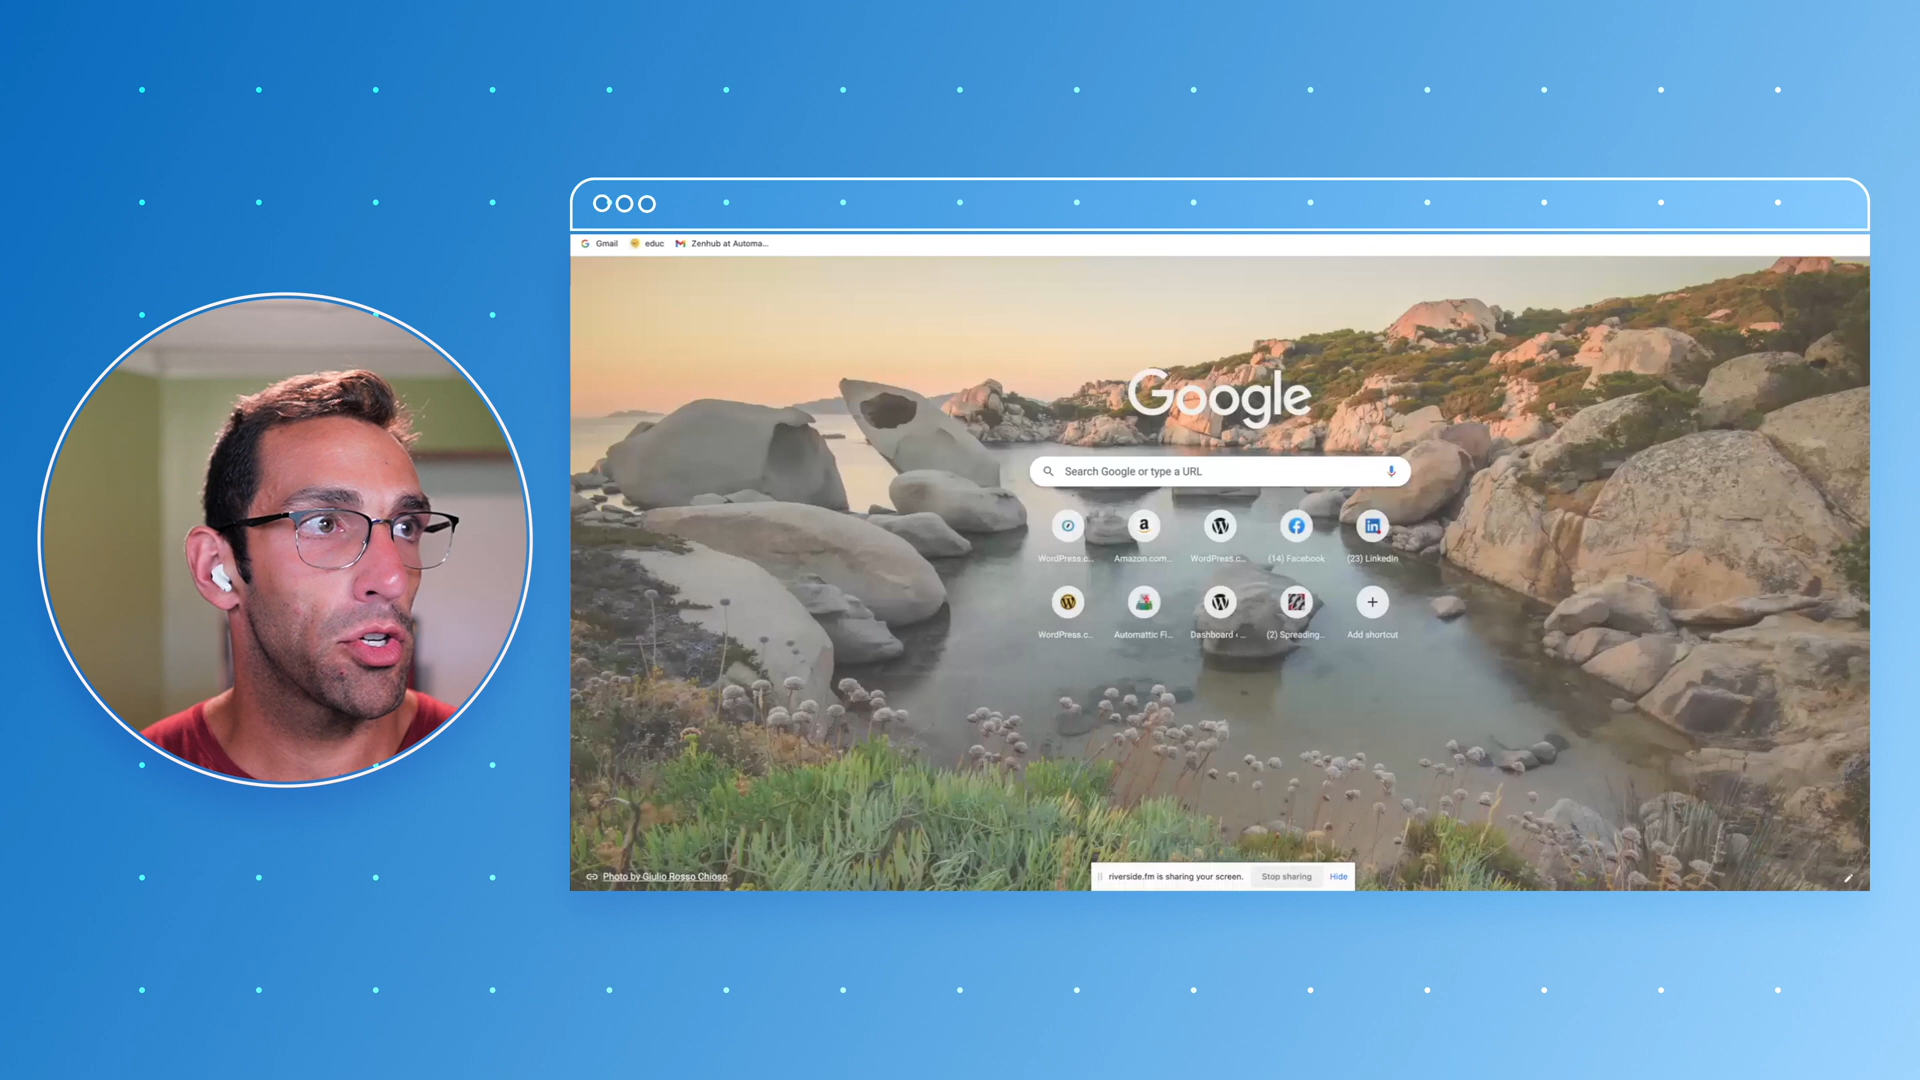 Gmail educ Zenhub at Automa...
Google
Search Google or type a URL
WordPress.c... Amazon.com... WordPress.c... (14) Facebook (23) LinkedIn
WordPress.c... Automattic Fi... Dashboard ‹ ... (2) Spreading... Add shortcut
Photo by Giulio Rosso Chioso
riverside.fm is sharing your screen. Stop sharing Hide